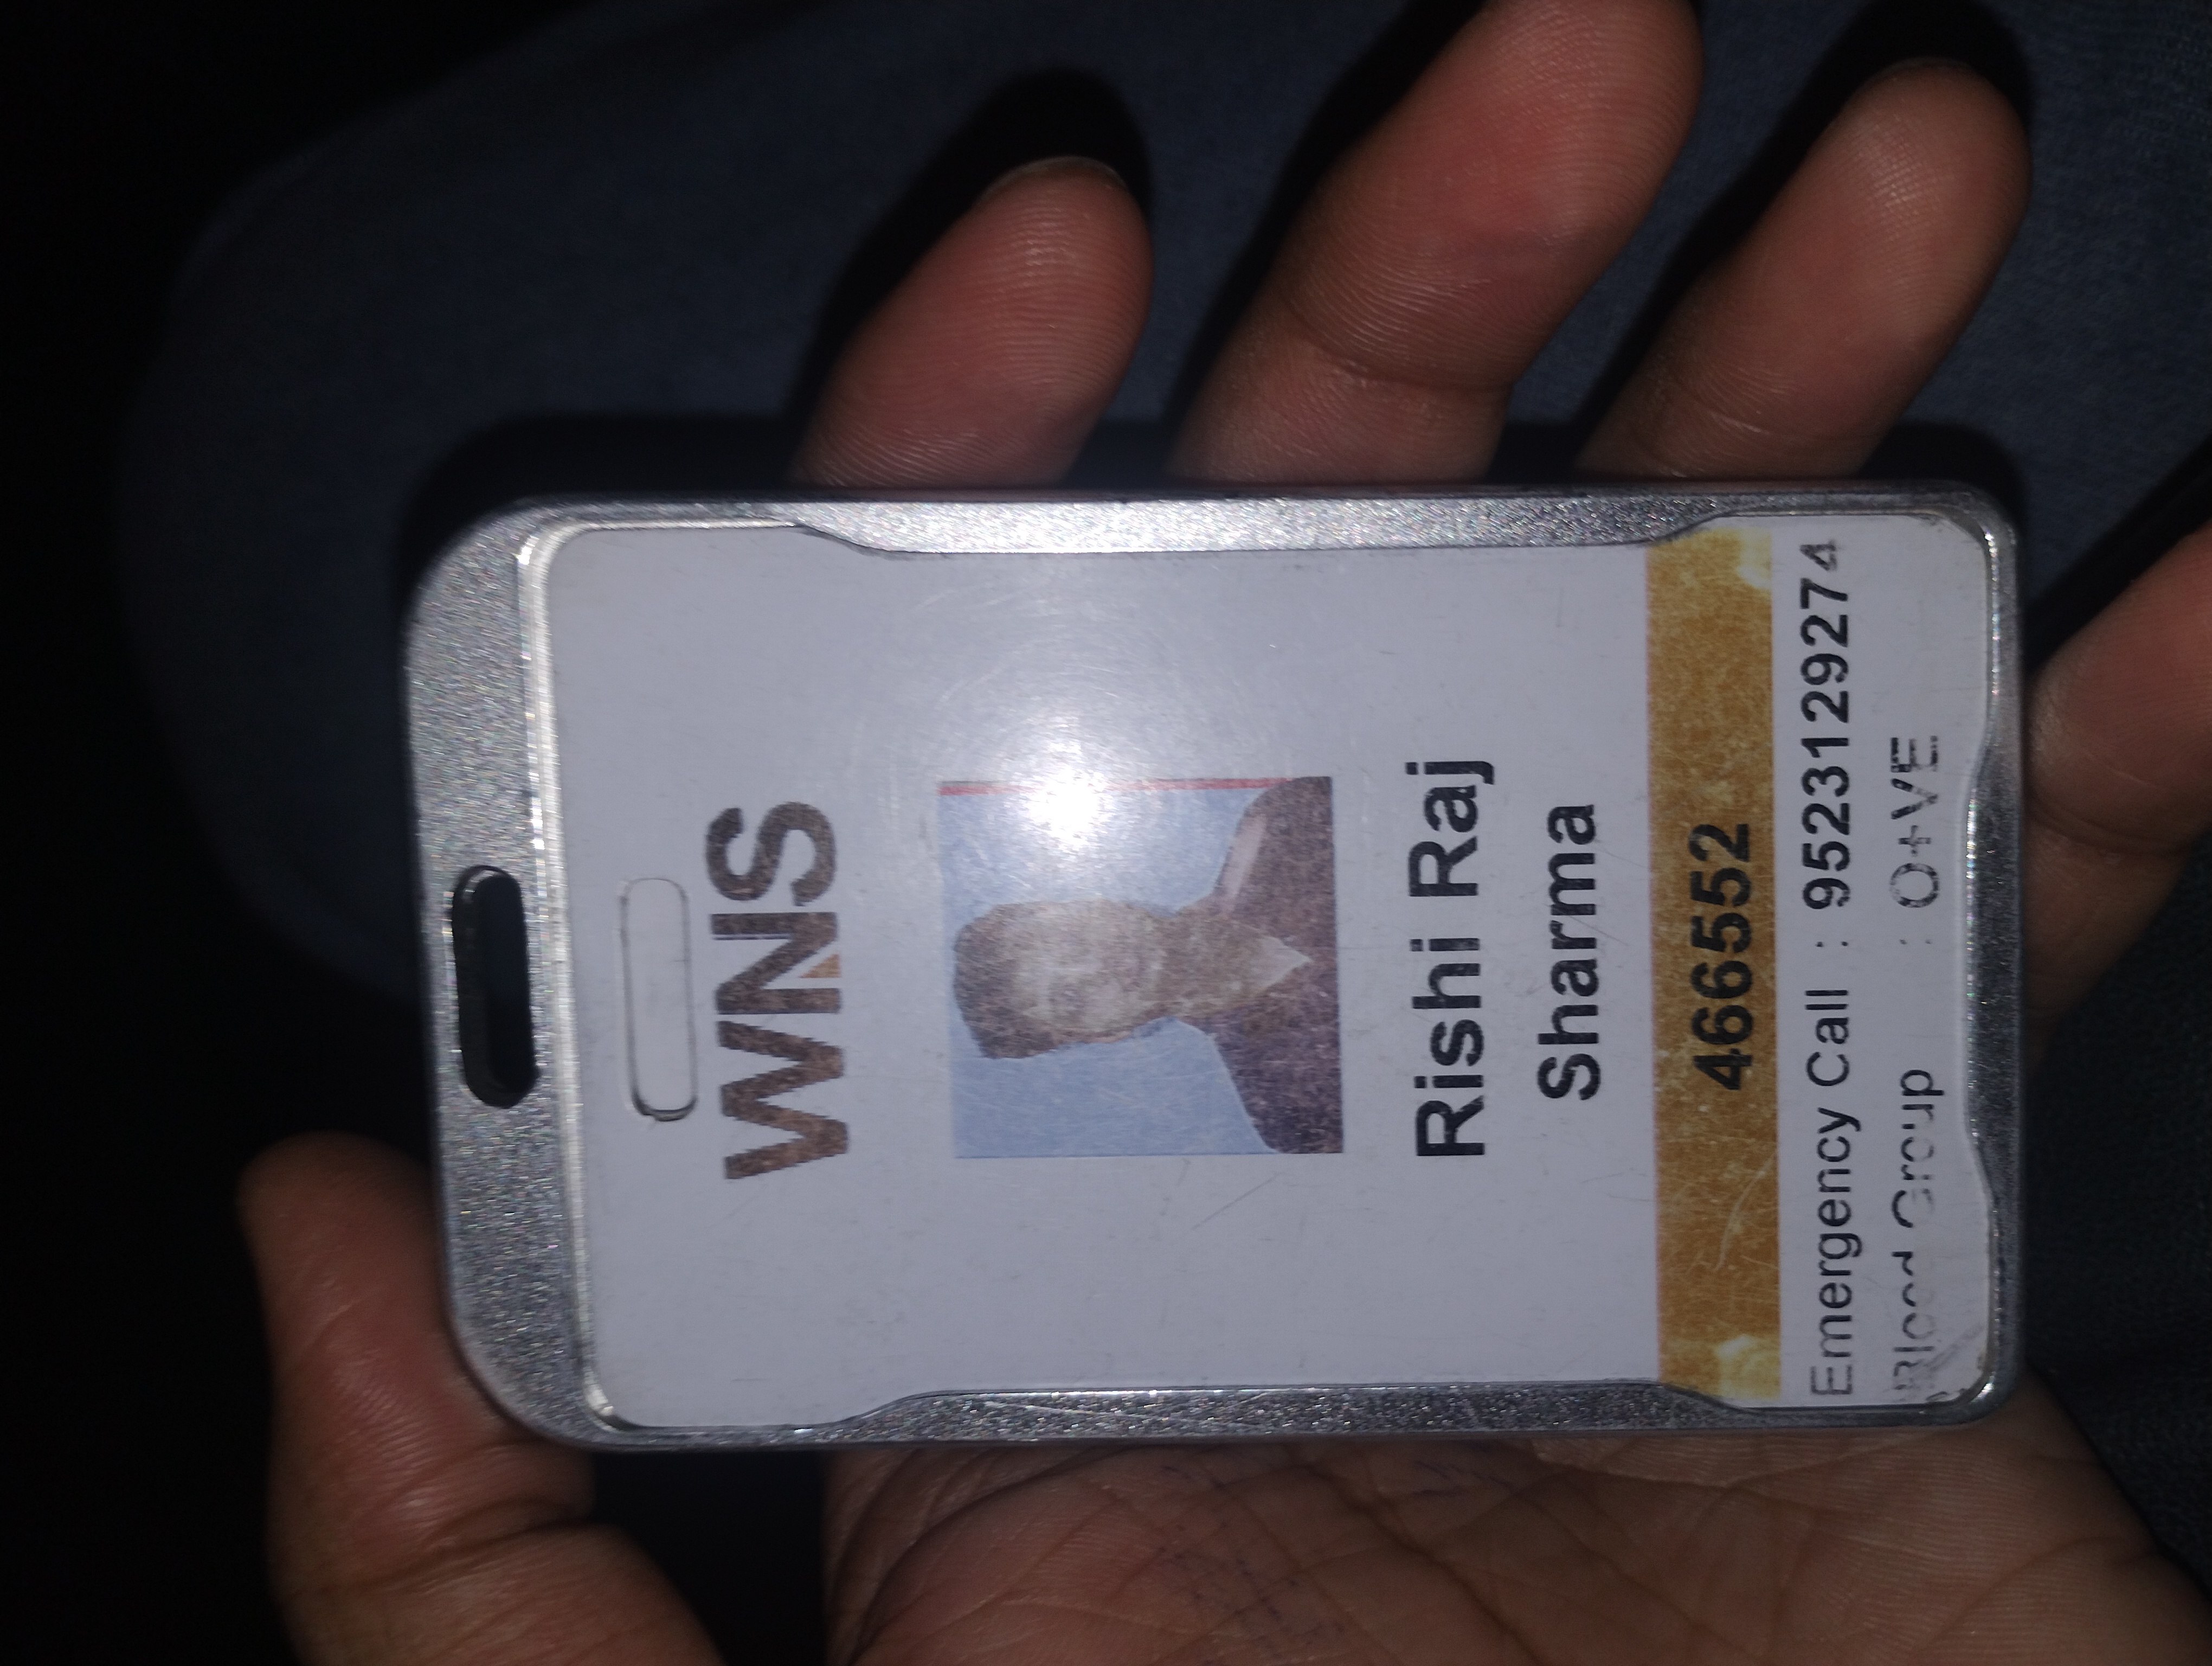 WNS
Rishi Raj
Sharma
466552
Emergency Call : 9523129274
Blood Group : O+VE